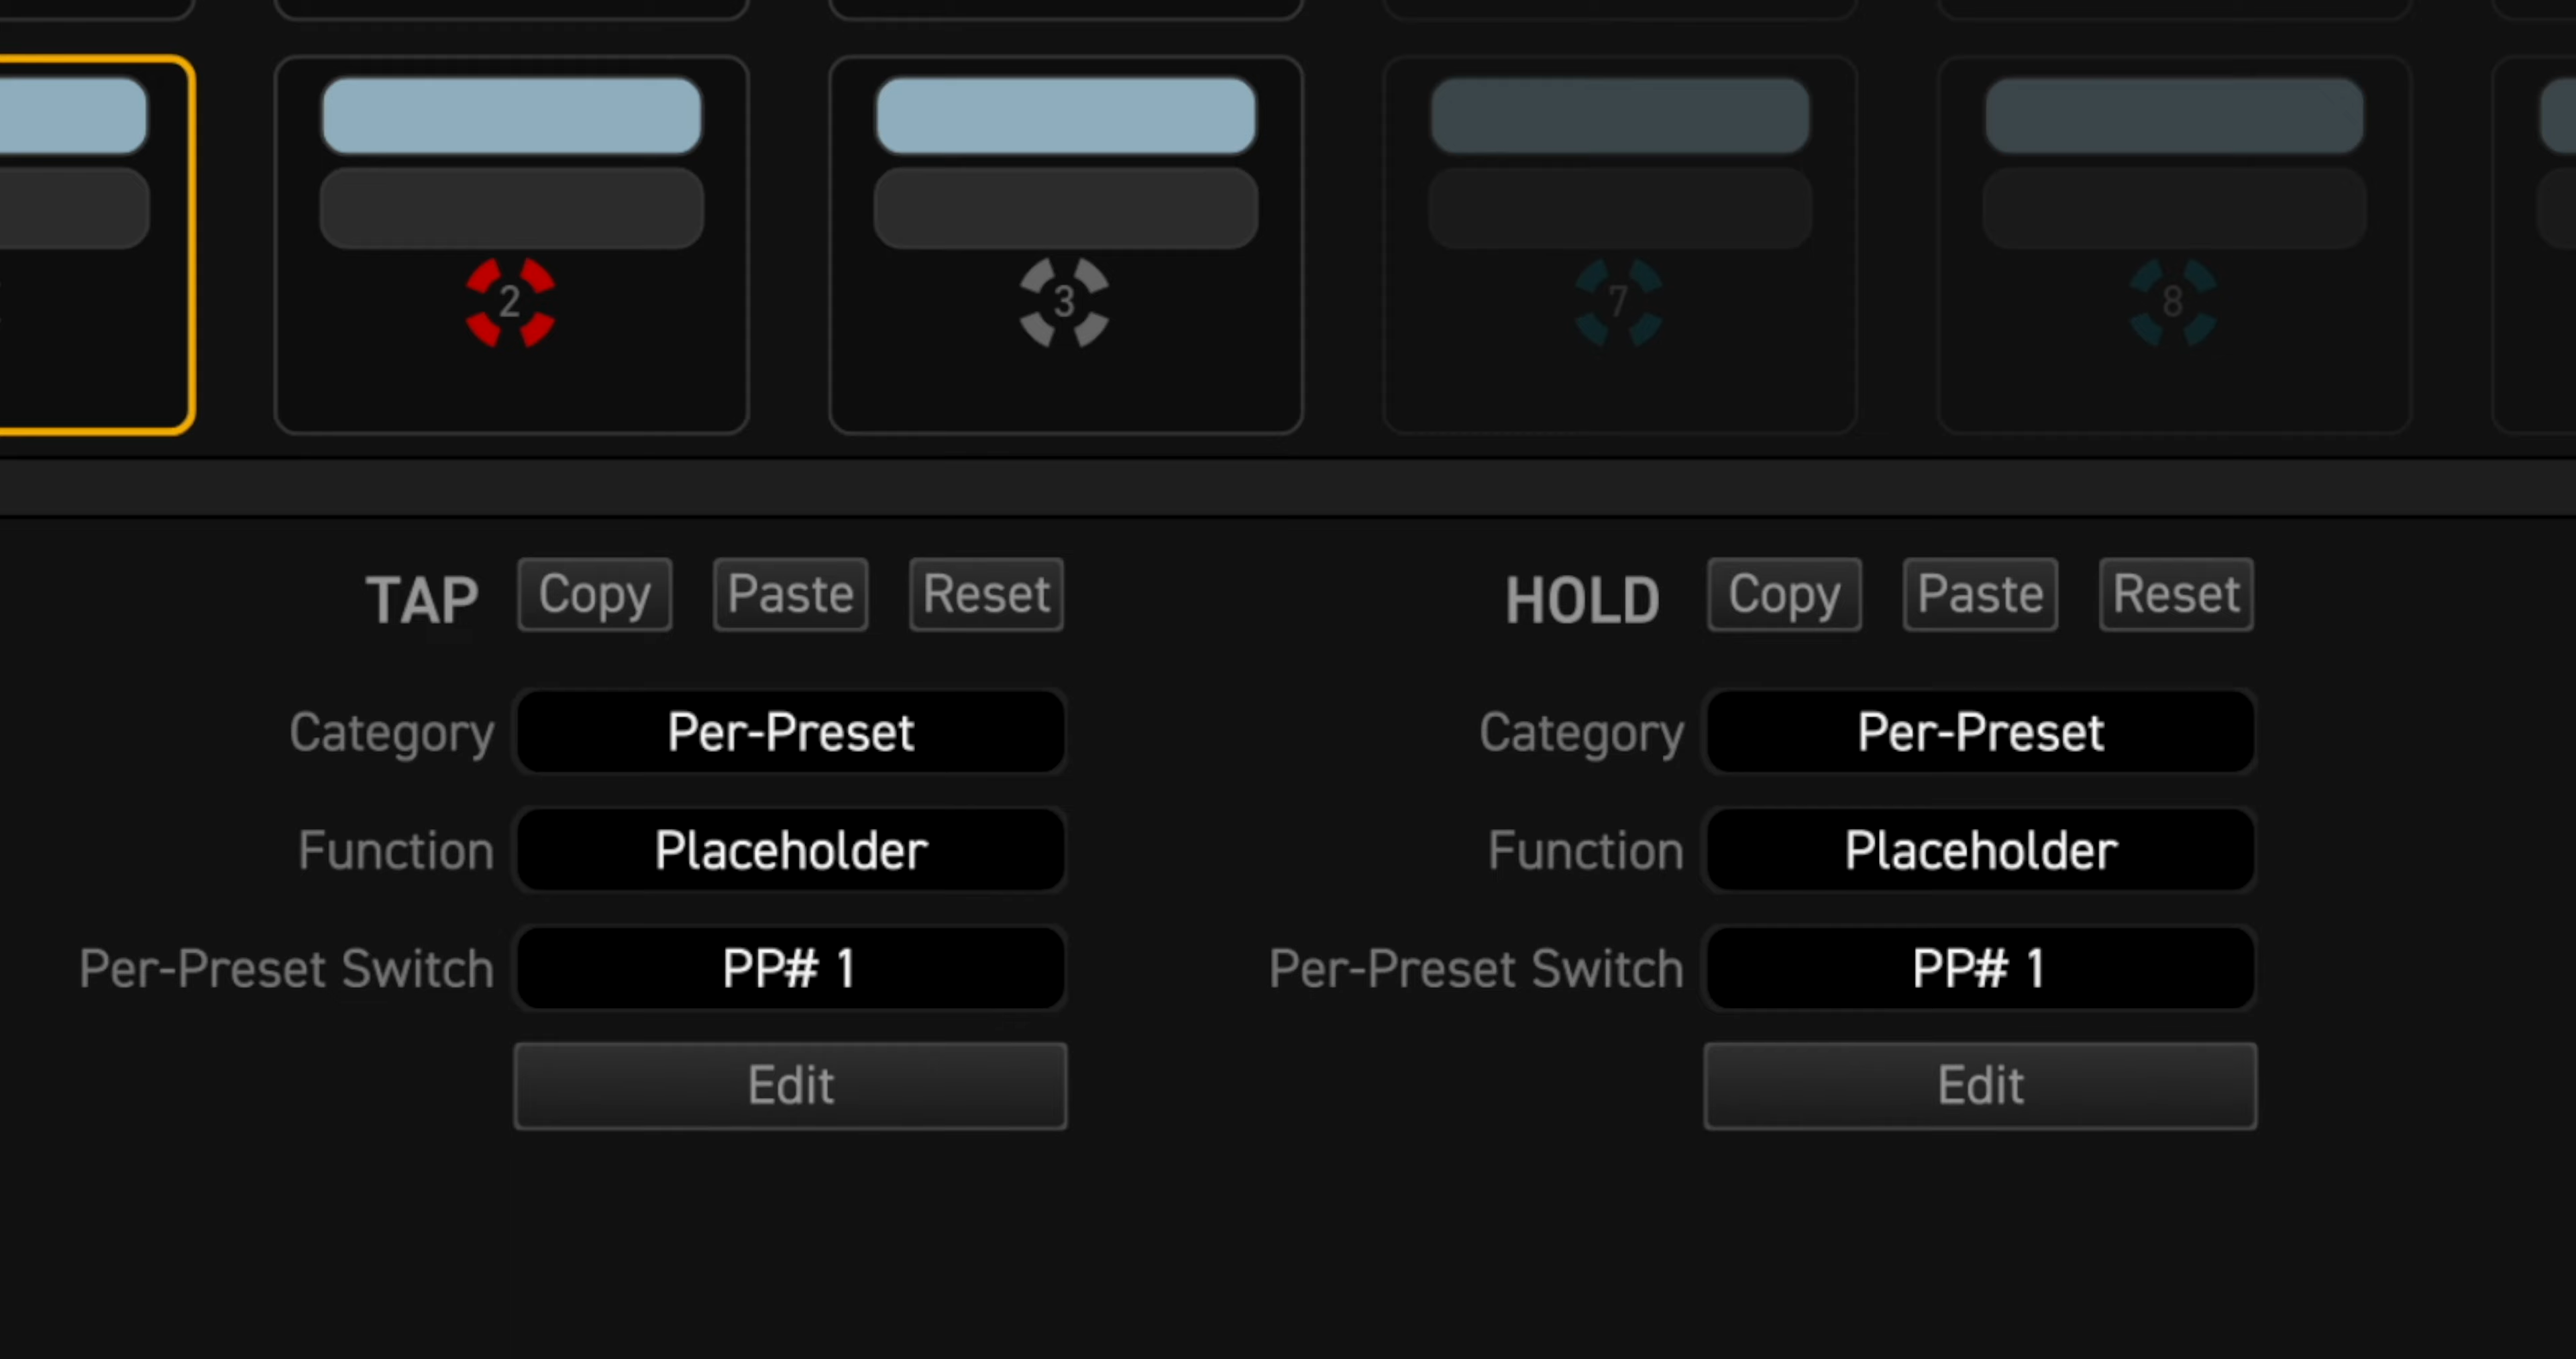 2
3
7
8
TAP Copy Paste Reset
HOLD Copy Paste Reset
Category Per-Preset
Category Per-Preset
Function Placeholder
Function Placeholder
Per-Preset Switch PP# 1
Per-Preset Switch PP# 1
Edit
Edit